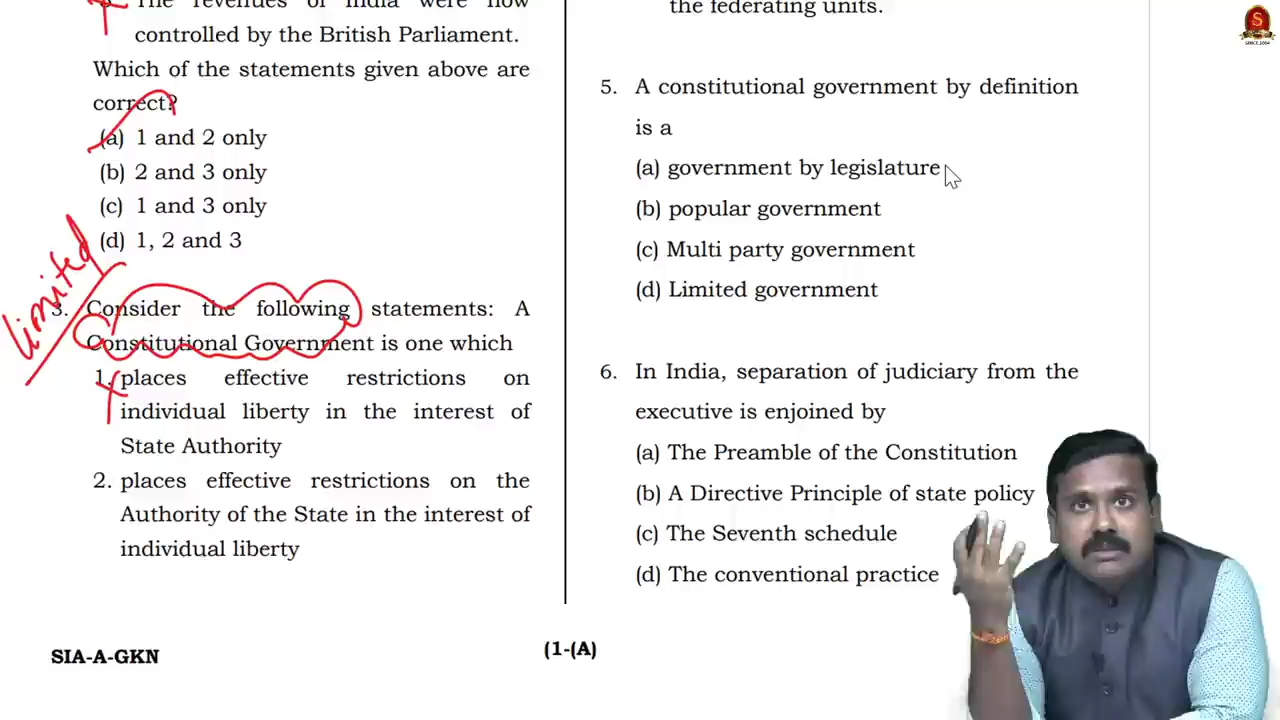 The revenues of India were now
controlled by the British Parliament.
Which of the statements given above are
correct?
(a) 1 and 2 only
(b) 2 and 3 only
(c) 1 and 3 only
(d) 1, 2 and 3
limited
3. Consider the following statements: A
Constitutional Government is one which
1. places effective restrictions on
individual liberty in the interest of
State Authority
2. places effective restrictions on the
Authority of the State in the interest of
individual liberty
the federating units.
5. A constitutional government by definition
is a
(a) government by legislature
(b) popular government
(c) Multi party government
(d) Limited government
6. In India, separation of judiciary from the
executive is enjoined by
(a) The Preamble of the Constitution
(b) A Directive Principle of state policy
(c) The Seventh schedule
(d) The conventional practice
SIA-A-GKN
(1-(A)
S
SINCE 2004